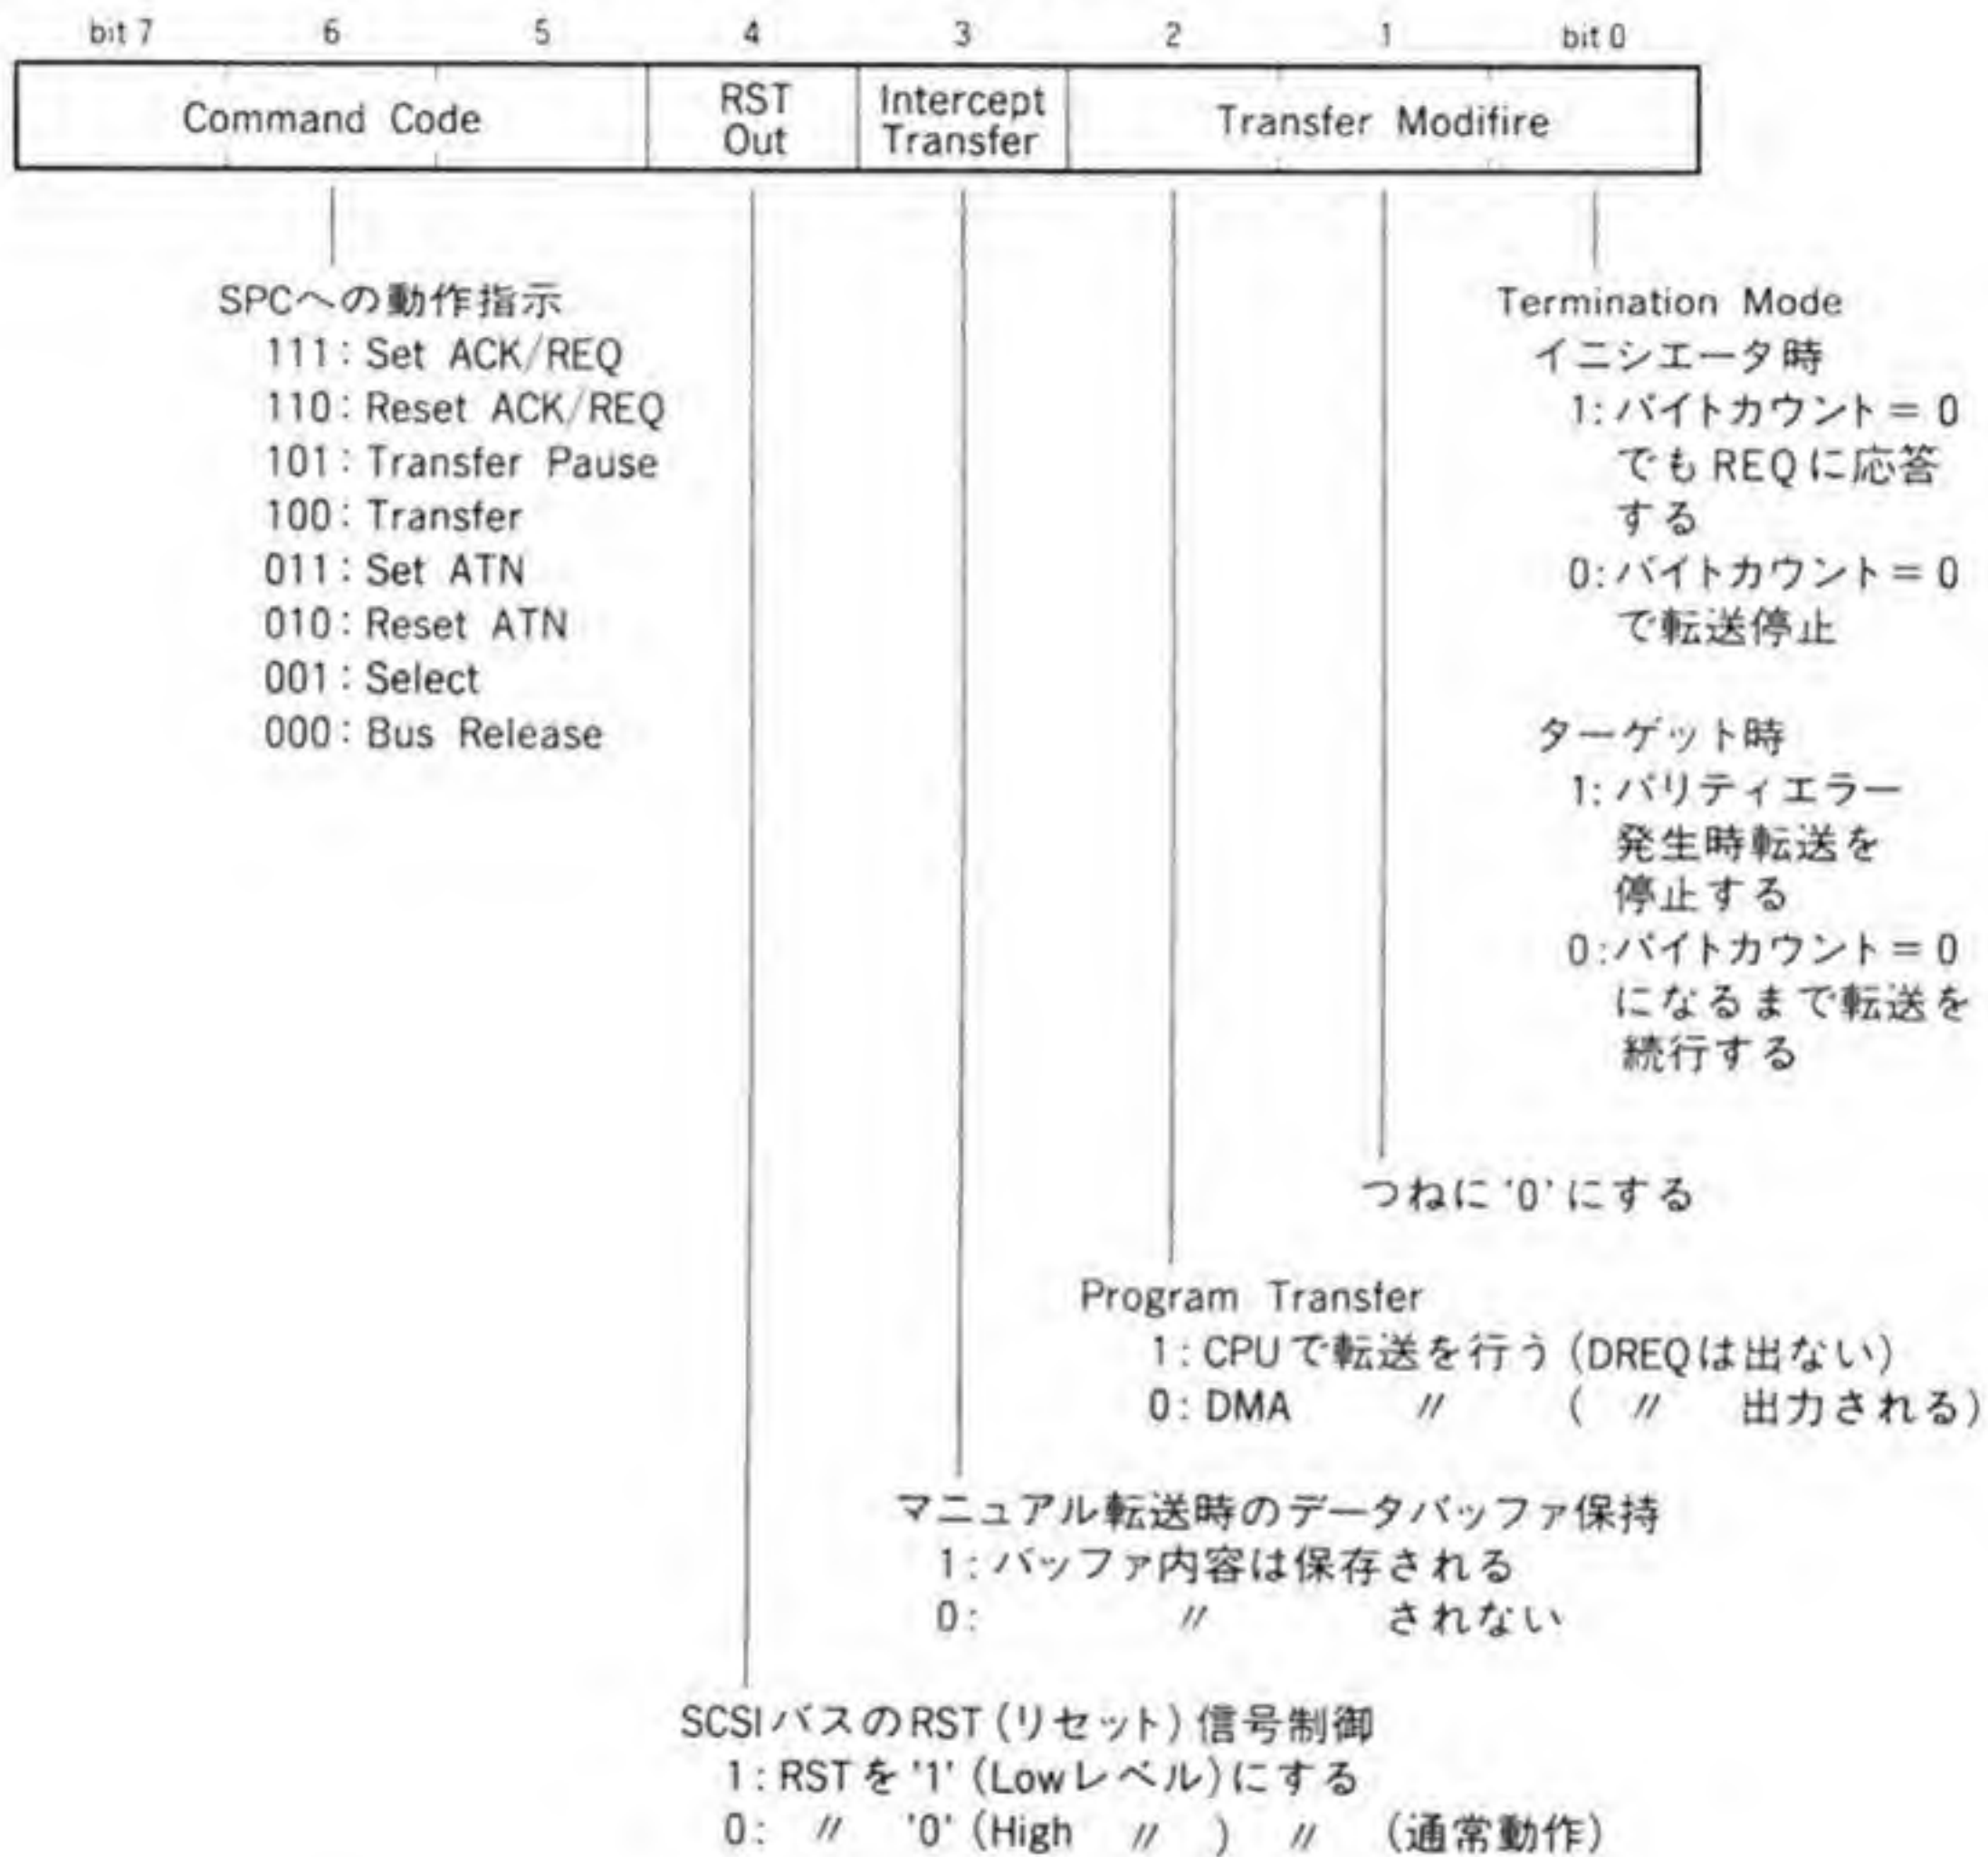 bit 7 6 5 4 3 2 1 bit 0
Command Code
RST
Out
Intercept
Transfer
Transfer Modifire
SPCへの動作指示
111: Set ACK/REQ
110: Reset ACK/REQ
101: Transfer Pause
100: Transfer
011: Set ATN
010: Reset ATN
001: Select
000: Bus Release
Termination Mode
イニシエータ時
1: バイトカウント=0
でもREQに応答
する
0: バイトカウント=0
で転送停止
ターゲット時
1: パリティエラー
発生時転送を
停止する
0: バイトカウント=0
になるまで転送を
続行する
つねに'0'にする
Program Transfer
1: CPUで転送を行う (DREQは出ない)
0: DMA 〃 ( 〃 出力される)
マニュアル転送時のデータバッファ保持
1: バッファ内容は保存される
0: 〃 されない
SCSIバスのRST (リセット) 信号制御
1: RSTを'1' (Lowレベル)にする
0: 〃 '0' (High 〃 ) 〃 (通常動作)